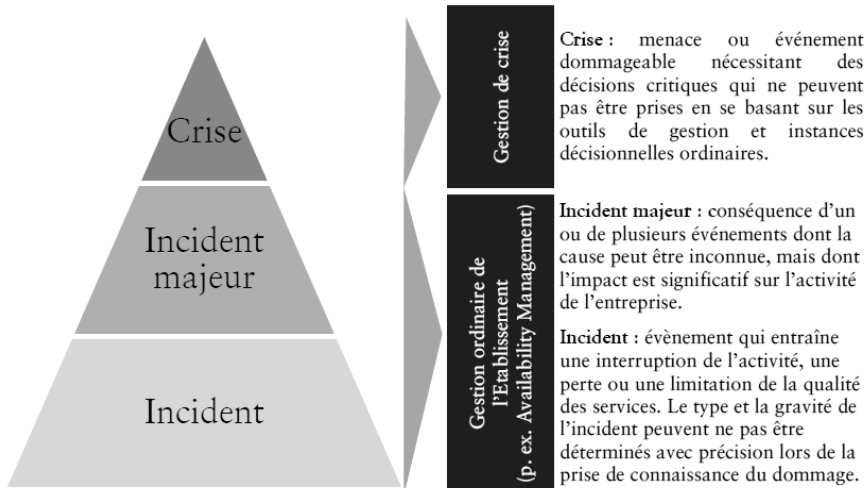 Crise
Incident
majeur
Incident
Gestion de crise
Gestion ordinaire de
l'Etablissement
(p. ex. Availability Management)
Crise : menace ou événement
dommageable nécessitant des
décisions critiques qui ne peuvent
pas être prises en se basant sur les
outils de gestion et instances
décisionnelles ordinaires.
Incident majeur : conséquence d'un
ou de plusieurs événements dont la
cause peut être inconnue, mais dont
l'impact est significatif sur l'activité
de l'entreprise.
Incident : évènement qui entraîne
une interruption de l'activité, une
perte ou une limitation de la qualité
des services. Le type et la gravité de
l'incident peuvent ne pas être
déterminés avec précision lors de la
prise de connaissance du dommage.